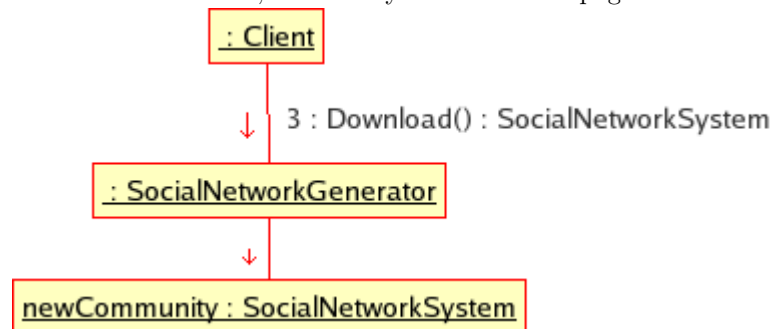 : Client
3 : Download() : SocialNetworkSystem
: SocialNetworkGenerator
newCommunity : SocialNetworkSystem